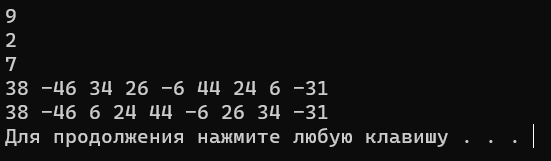 9
2
7
38 -46 34 26 -6 44 24 6 -31
38 -46 6 24 44 -6 26 34 -31
Для продолжения нажмите любую клавишу . . .